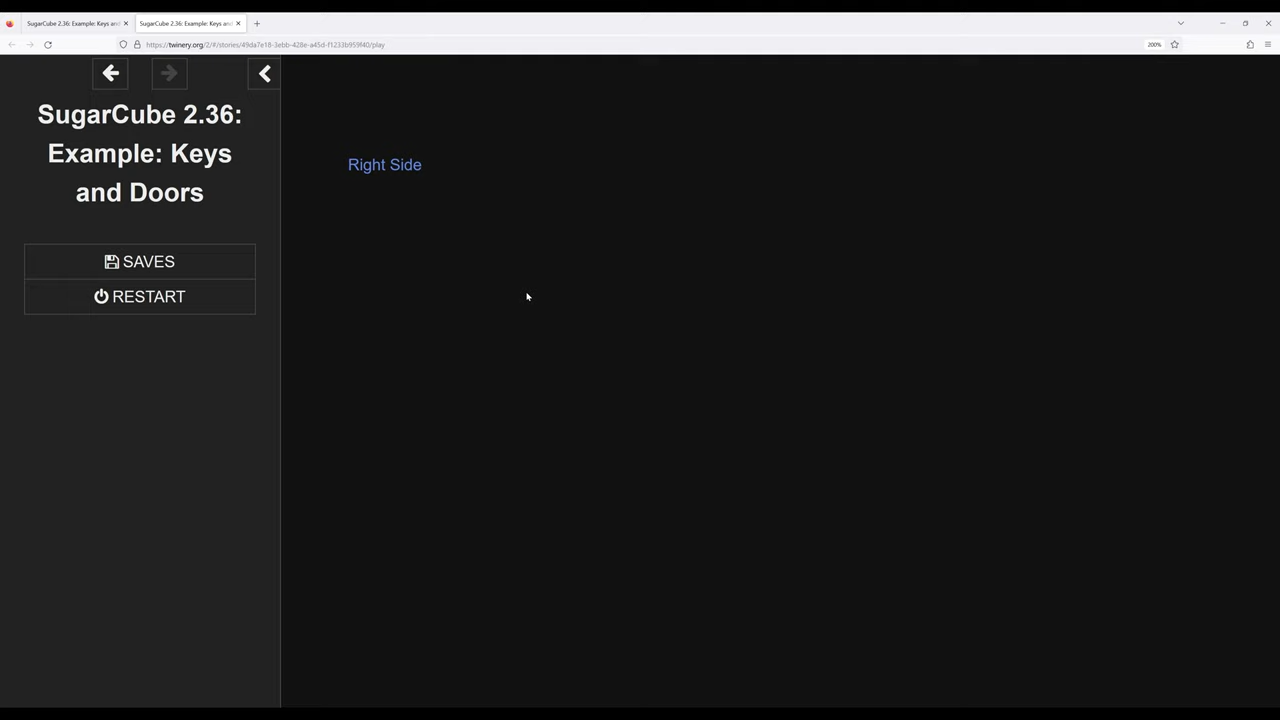 SugarCube 2.36: Example: Keys and
SugarCube 2.36: Example: Keys and
https://twinery.org/2/#/stories/49da7e18-3ebb-428e-a45d-f1233b959f40/play
200%
SugarCube 2.36:
Example: Keys
and Doors
SAVES
RESTART
Right Side